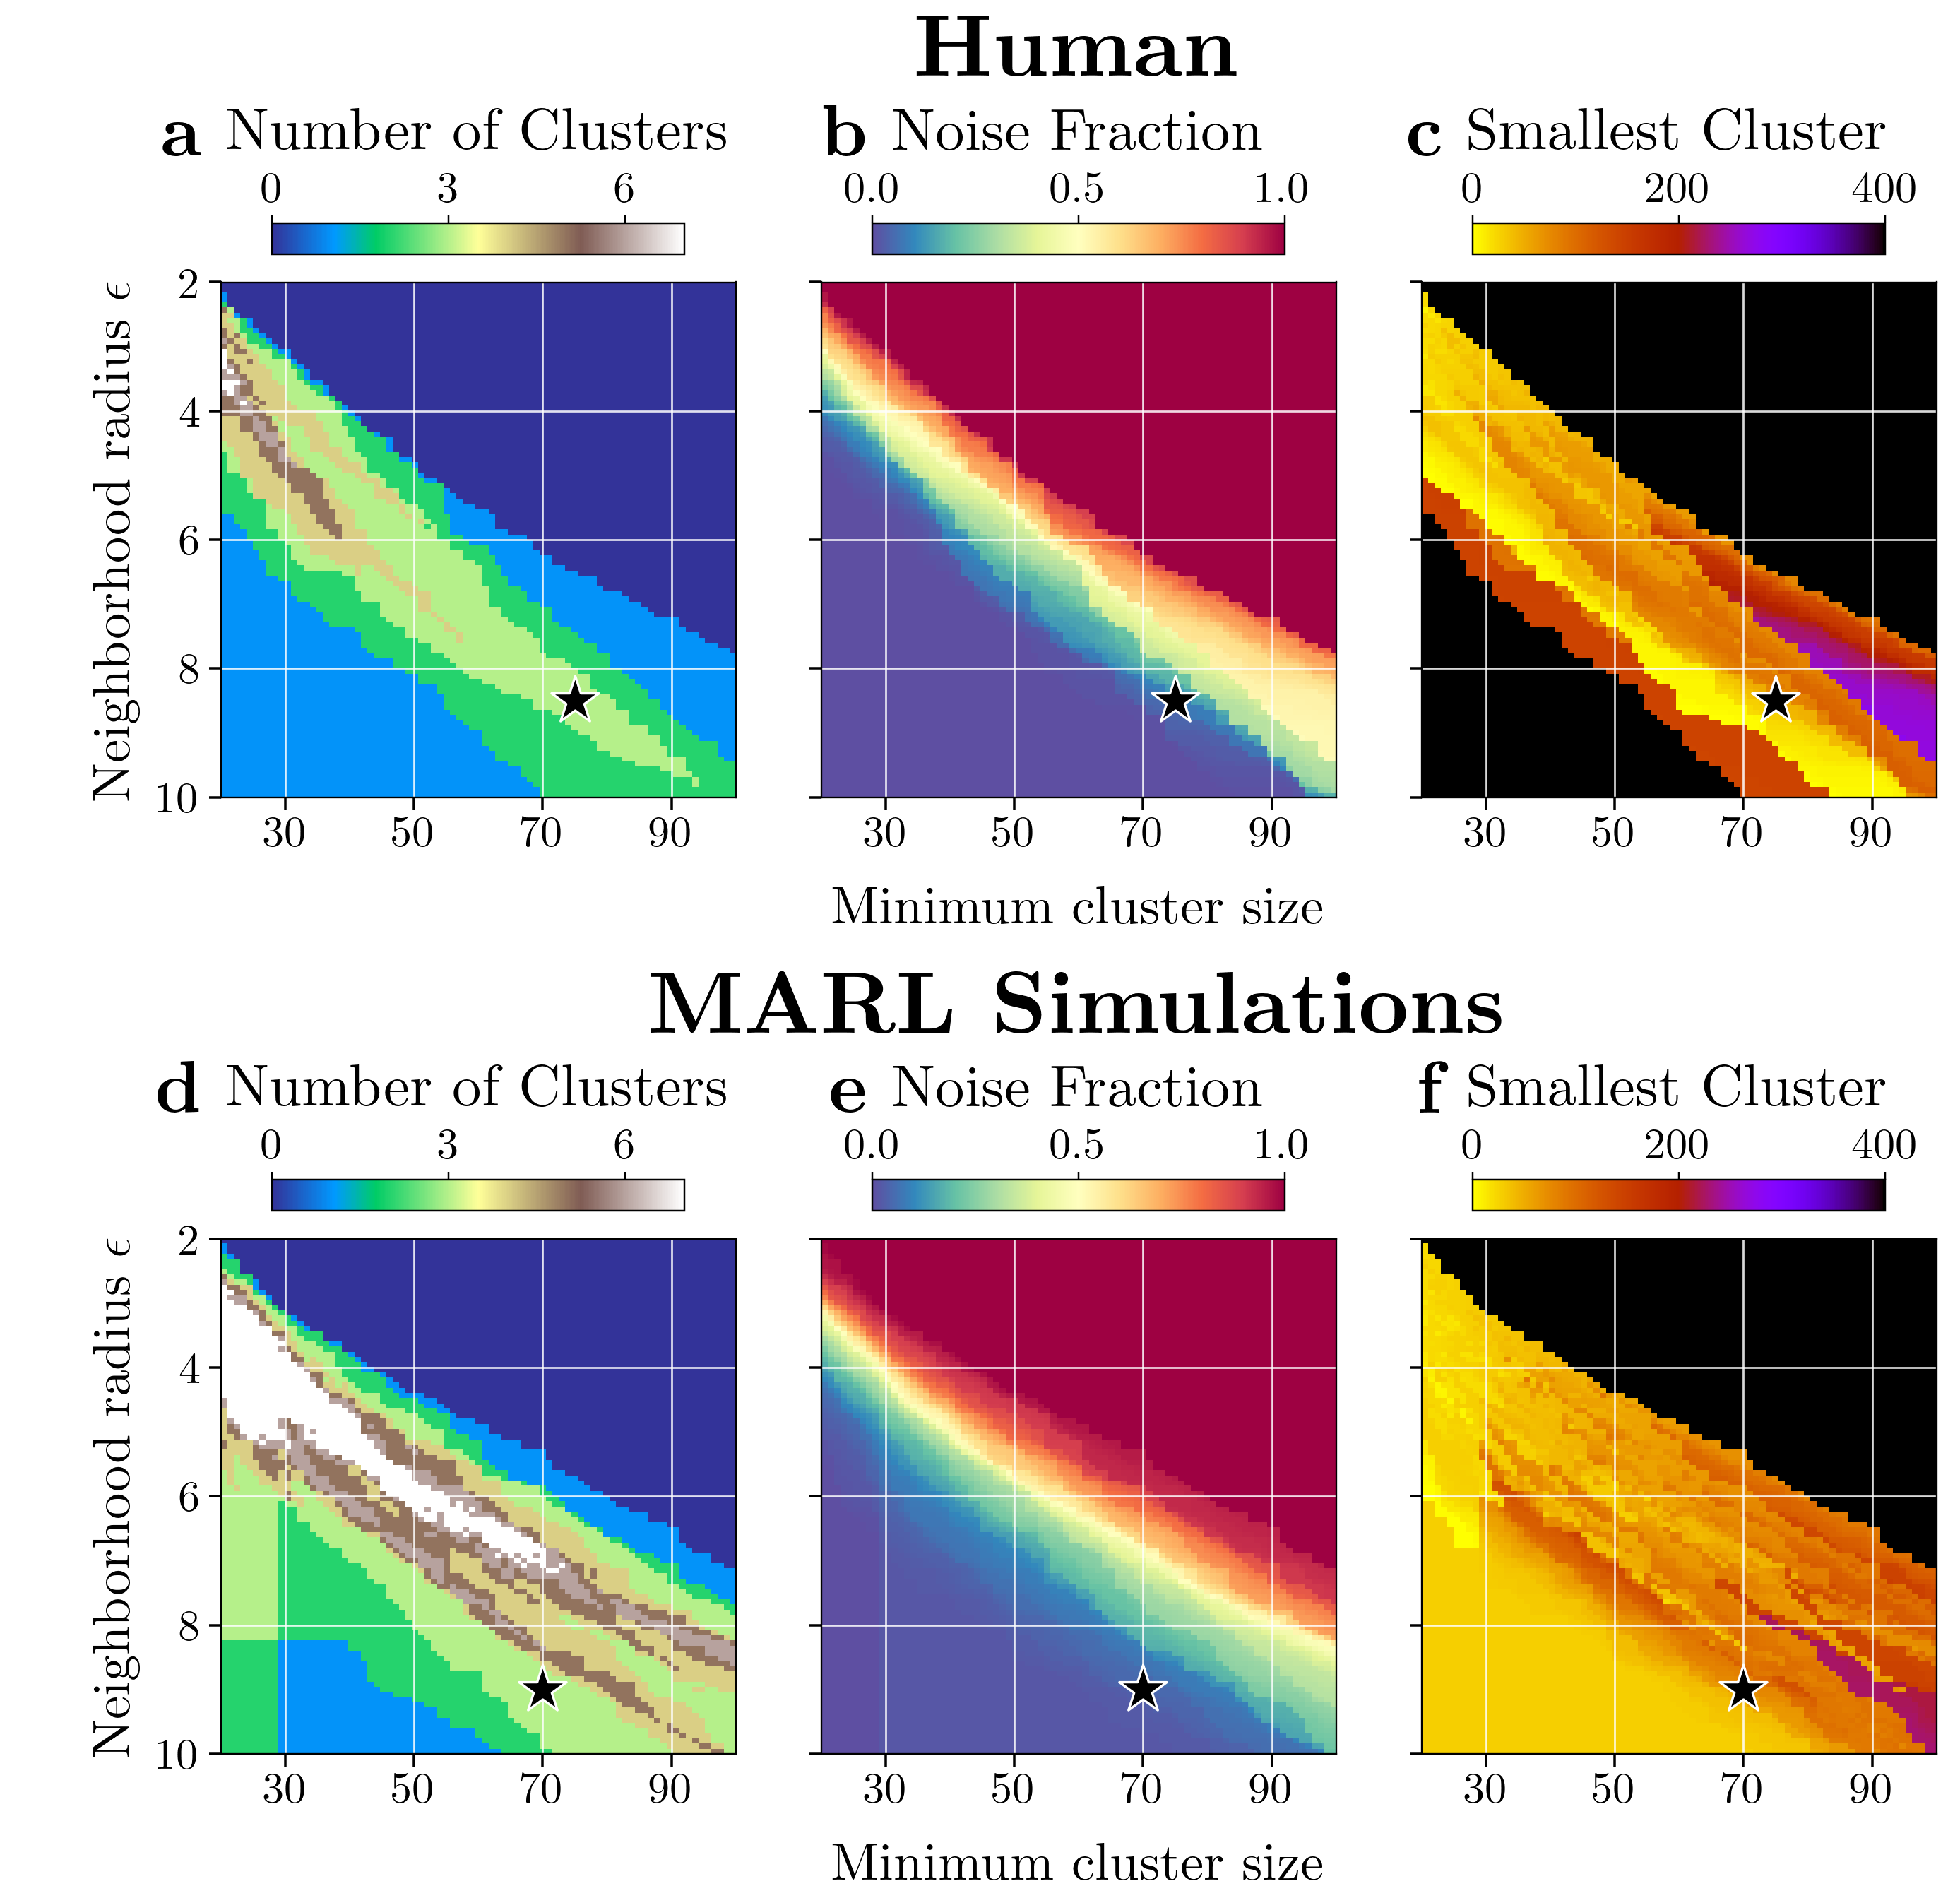 Human
a Number of Clusters
b Noise Fraction
c Smallest Cluster
0 3 6
0.0 0.5 1.0
0 200 400
Neighborhood radius ϵ
2
4
6
8
10
30 50 70 90
30 50 70 90
30 50 70 90
Minimum cluster size
MARL Simulations
d Number of Clusters
e Noise Fraction
f Smallest Cluster
0 3 6
0.0 0.5 1.0
0 200 400
Neighborhood radius ϵ
2
4
6
8
10
30 50 70 90
30 50 70 90
30 50 70 90
Minimum cluster size